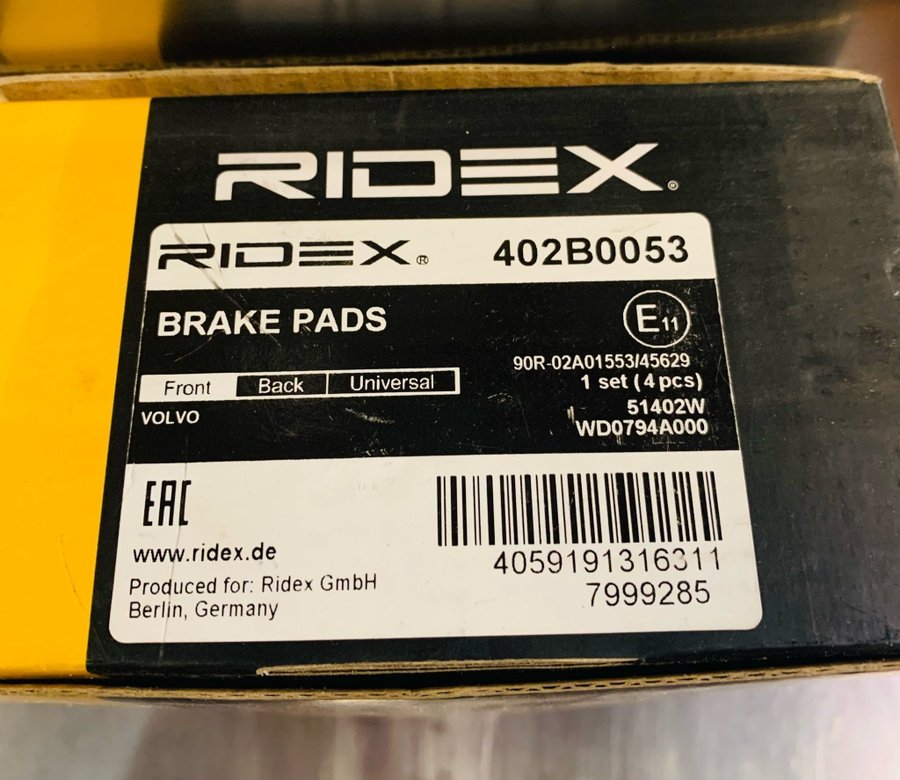 RIDEX®
RIDEX® 402B0053
BRAKE PADS
E11
90R-02A01553/45629
Front Back Universal
1 set (4 pcs)
VOLVO
51402W
WD0794A000
EAC
www.ridex.de
Produced for: Ridex GmbH
Berlin, Germany
4059191316311
7999285